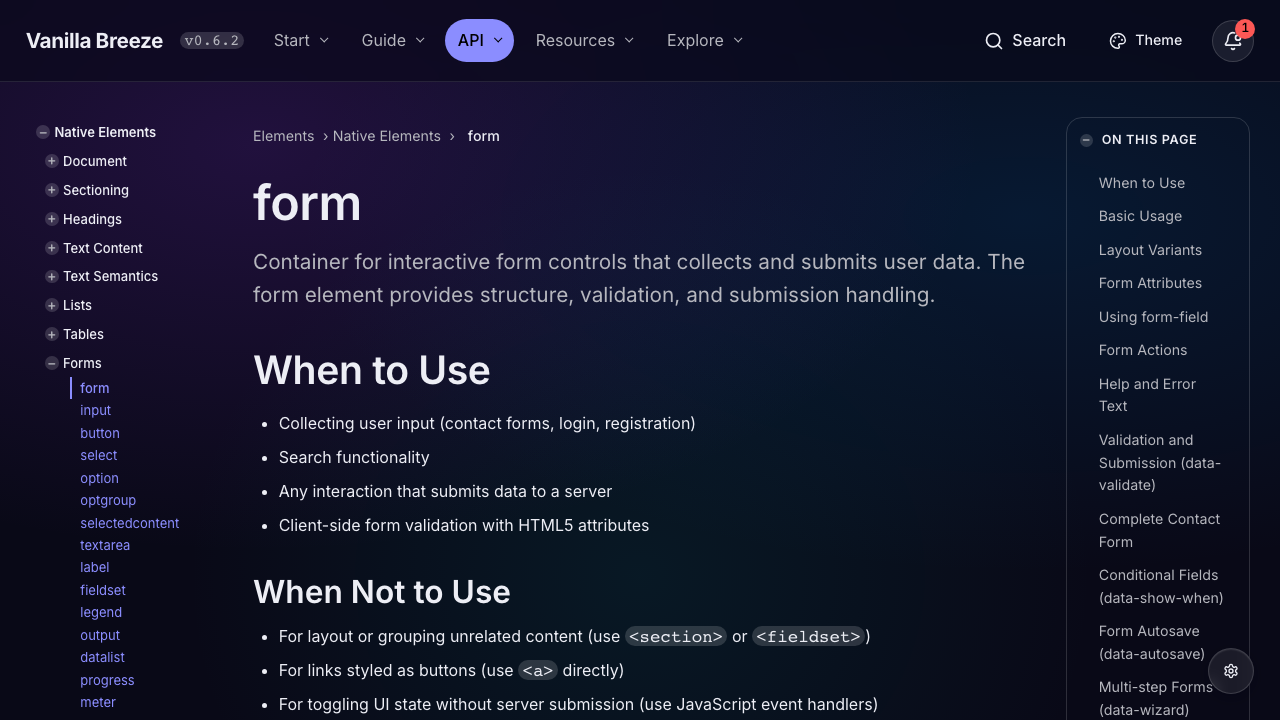 Vanilla Breeze v0.6.2 Start Guide API Resources Explore Search Theme 1
Native Elements
Document
Sectioning
Headings
Text Content
Text Semantics
Lists
Tables
Forms
form
input
button
select
option
optgroup
selectedcontent
textarea
label
fieldset
legend
output
datalist
progress
meter
Elements › Native Elements › form
form
Container for interactive form controls that collects and submits user data. The
form element provides structure, validation, and submission handling.
When to Use
• Collecting user input (contact forms, login, registration)
• Search functionality
• Any interaction that submits data to a server
• Client-side form validation with HTML5 attributes
When Not to Use
• For layout or grouping unrelated content (use <section> or <fieldset>)
• For links styled as buttons (use <a> directly)
• For toggling UI state without server submission (use JavaScript event handlers)
ON THIS PAGE
When to Use
Basic Usage
Layout Variants
Form Attributes
Using form-field
Form Actions
Help and Error
Text
Validation and
Submission (data-
validate)
Complete Contact
Form
Conditional Fields
(data-show-when)
Form Autosave
(data-autosave)
Multi-step Forms
(data-wizard)